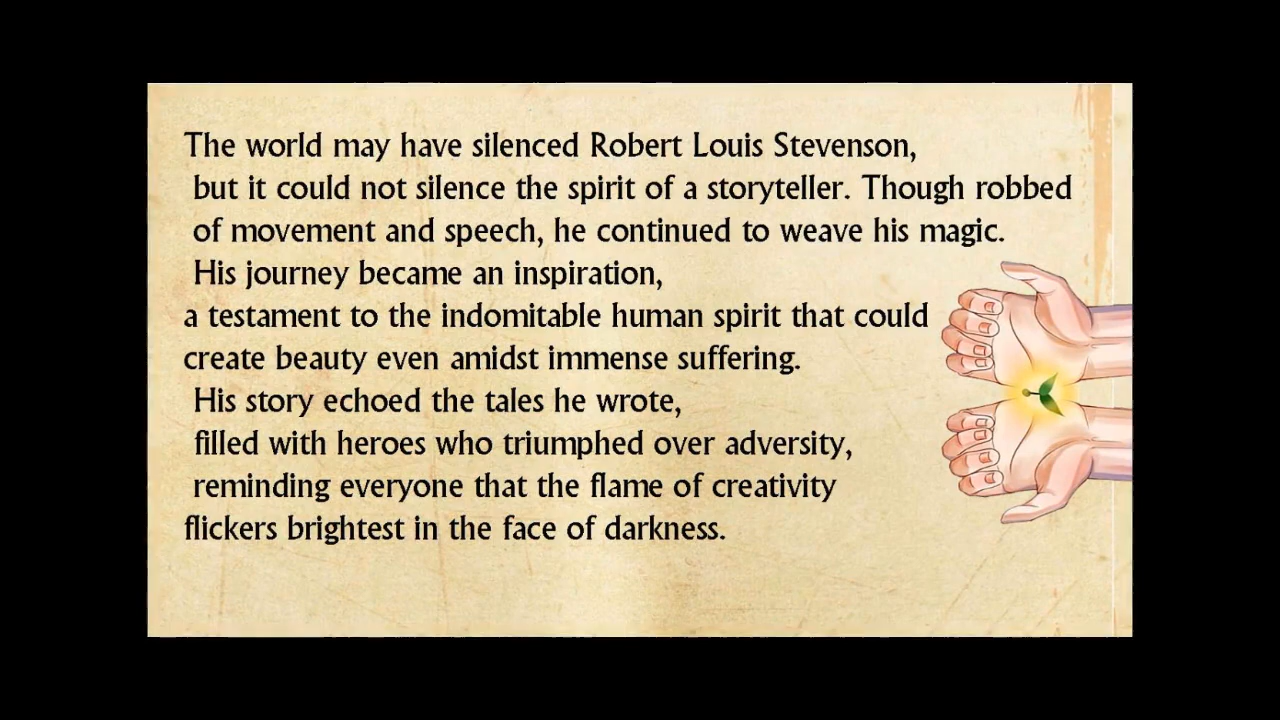 The world may have silenced Robert Louis Stevenson,
but it could not silence the spirit of a storyteller. Though robbed
of movement and speech, he continued to weave his magic.
His journey became an inspiration,
a testament to the indomitable human spirit that could
create beauty even amidst immense suffering.
His story echoed the tales he wrote,
filled with heroes who triumphed over adversity,
reminding everyone that the flame of creativity
flickers brightest in the face of darkness.